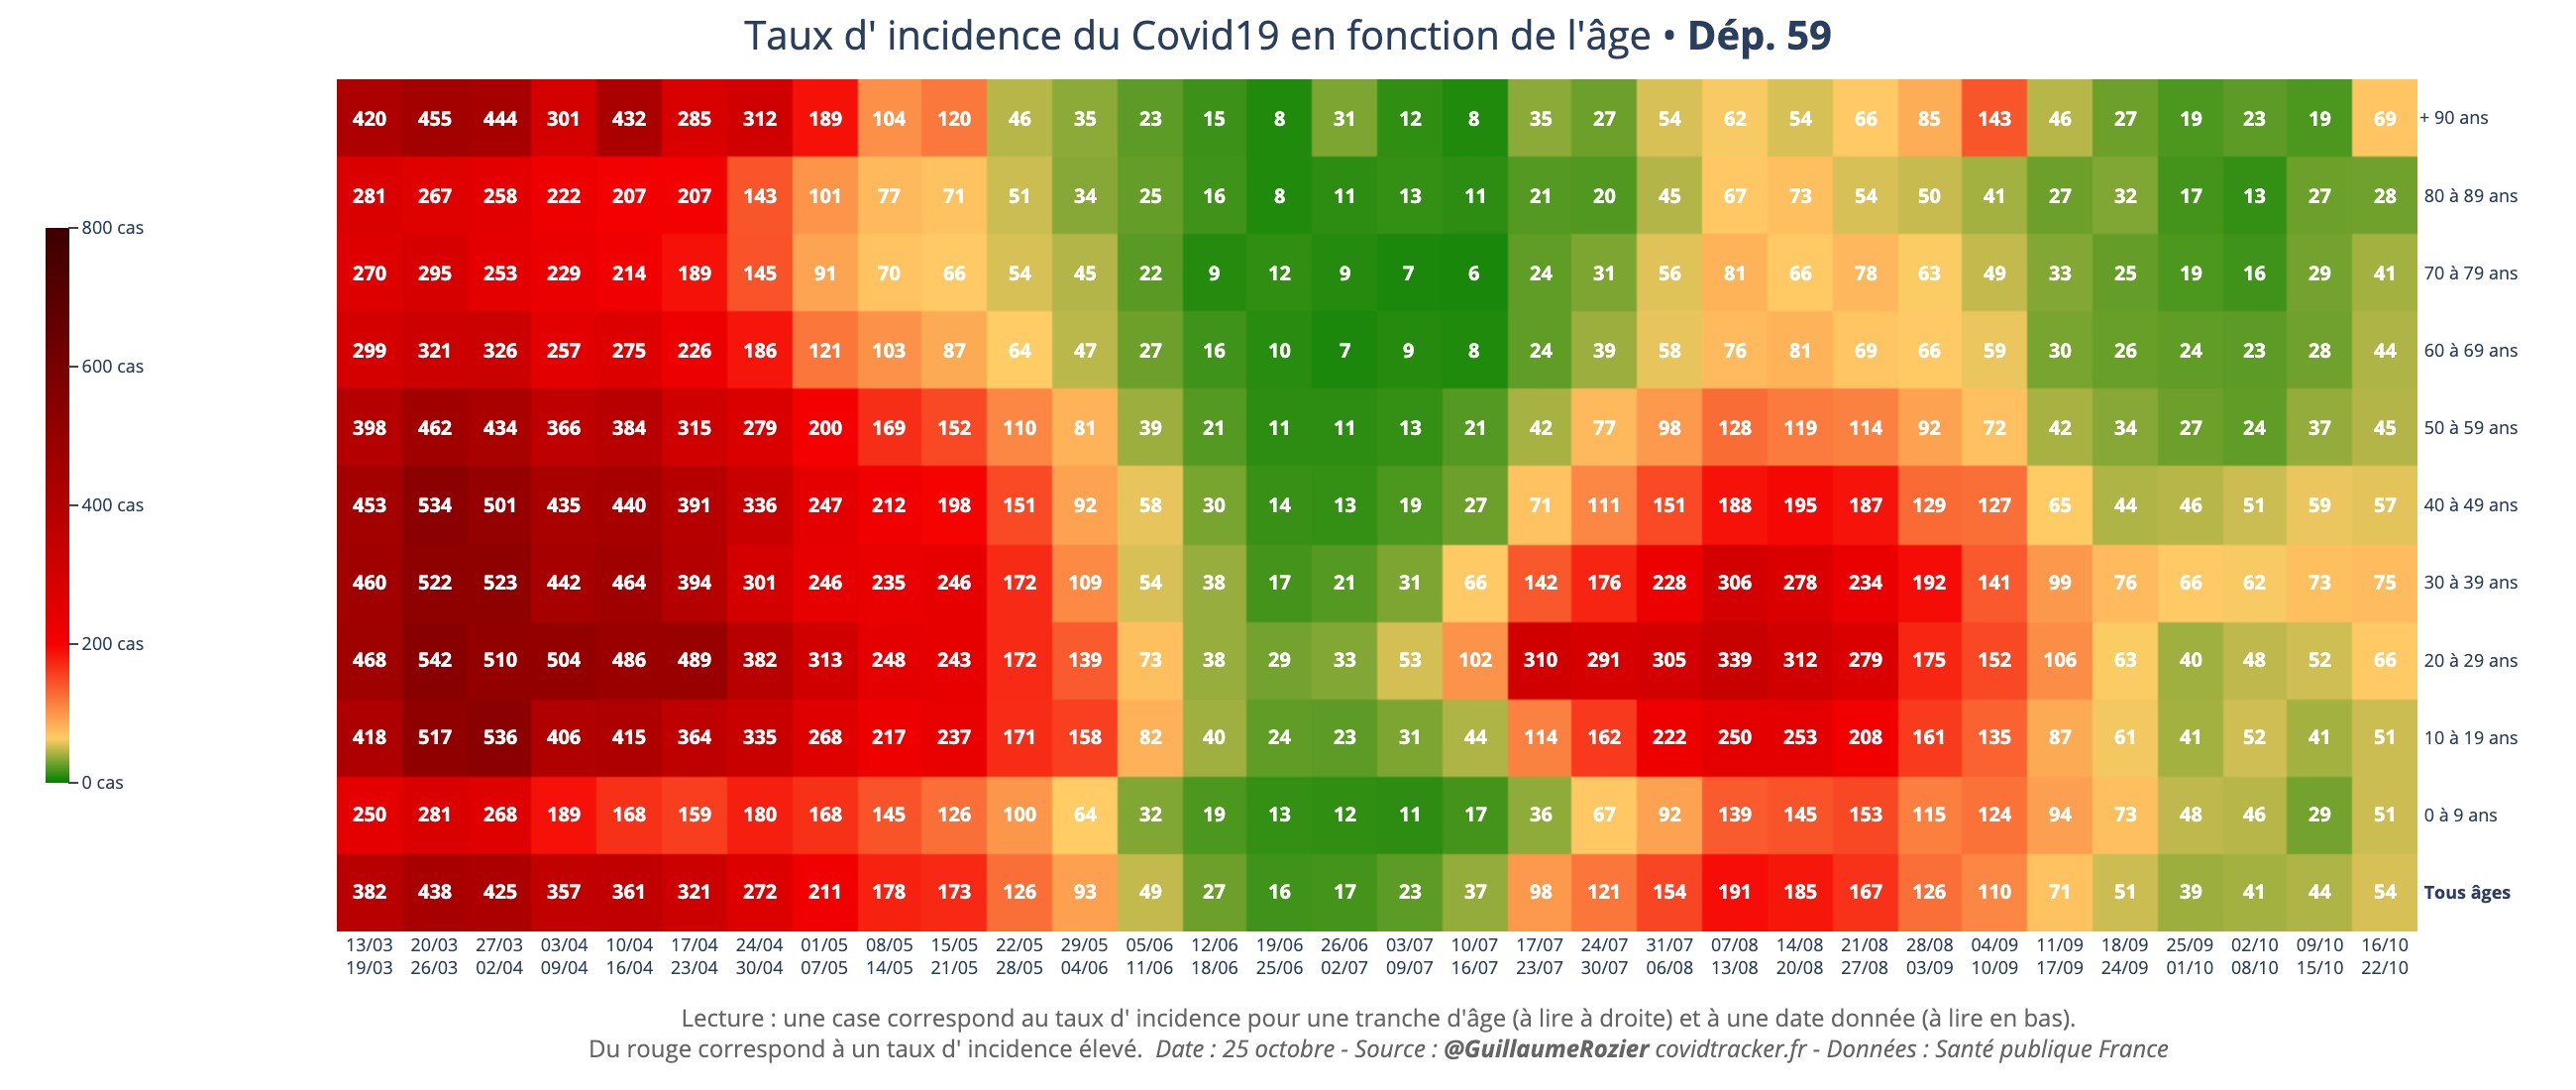 Taux d' incidence du Covid19 en fonction de l'âge • Dép. 59
800 cas
600 cas
400 cas
200 cas
0 cas
420 455 444 301 432 285 312 189 104 120 46 35 23 15 8 31 12 8 35 27 54 62 54 66 85 143 46 27 19 23 19 69 + 90 ans
281 267 258 222 207 207 143 101 77 71 51 34 25 16 8 11 13 11 21 20 45 67 73 54 50 41 27 32 17 13 27 28 80 à 89 ans
270 295 253 229 214 189 145 91 70 66 54 45 22 9 12 9 7 6 24 31 56 81 66 78 63 49 33 25 19 16 29 41 70 à 79 ans
299 321 326 257 275 226 186 121 103 87 64 47 27 16 10 7 9 8 24 39 58 76 81 69 66 59 30 26 24 23 28 44 60 à 69 ans
398 462 434 366 384 315 279 200 169 152 110 81 39 21 11 11 13 21 42 77 98 128 119 114 92 72 42 34 27 24 37 45 50 à 59 ans
453 534 501 435 440 391 336 247 212 198 151 92 58 30 14 13 19 27 71 111 151 188 195 187 129 127 65 44 46 51 59 57 40 à 49 ans
460 522 523 442 464 394 301 246 235 246 172 109 54 38 17 21 31 66 142 176 228 306 278 234 192 141 99 76 66 62 73 75 30 à 39 ans
468 542 510 504 486 489 382 313 248 243 172 139 73 38 29 33 53 102 310 291 305 339 312 279 175 152 106 63 40 48 52 66 20 à 29 ans
418 517 536 406 415 364 335 268 217 237 171 158 82 40 24 23 31 44 114 162 222 250 253 208 161 135 87 61 41 52 41 51 10 à 19 ans
250 281 268 189 168 159 180 168 145 126 100 64 32 19 13 12 11 17 36 67 92 139 145 153 115 124 94 73 48 46 29 51 0 à 9 ans
382 438 425 357 361 321 272 211 178 173 126 93 49 27 16 17 23 37 98 121 154 191 185 167 126 110 71 51 39 41 44 54 Tous âges
13/03 20/03 27/03 03/04 10/04 17/04 24/04 01/05 08/05 15/05 22/05 29/05 05/06 12/06 19/06 26/06 03/07 10/07 17/07 24/07 31/07 07/08 14/08 21/08 28/08 04/09 11/09 18/09 25/09 02/10 09/10 16/10
19/03 26/03 02/04 09/04 16/04 23/04 30/04 07/05 14/05 21/05 28/05 04/06 11/06 18/06 25/06 02/07 09/07 16/07 23/07 30/07 06/08 13/08 20/08 27/08 03/09 10/09 17/09 24/09 01/10 08/10 15/10 22/10
Lecture : une case correspond au taux d' incidence pour une tranche d'âge (à lire à droite) et à une date donnée (à lire en bas).
Du rouge correspond à un taux d' incidence élevé. Date : 25 octobre - Source : @GuillaumeRozier covidtracker.fr - Données : Santé publique France